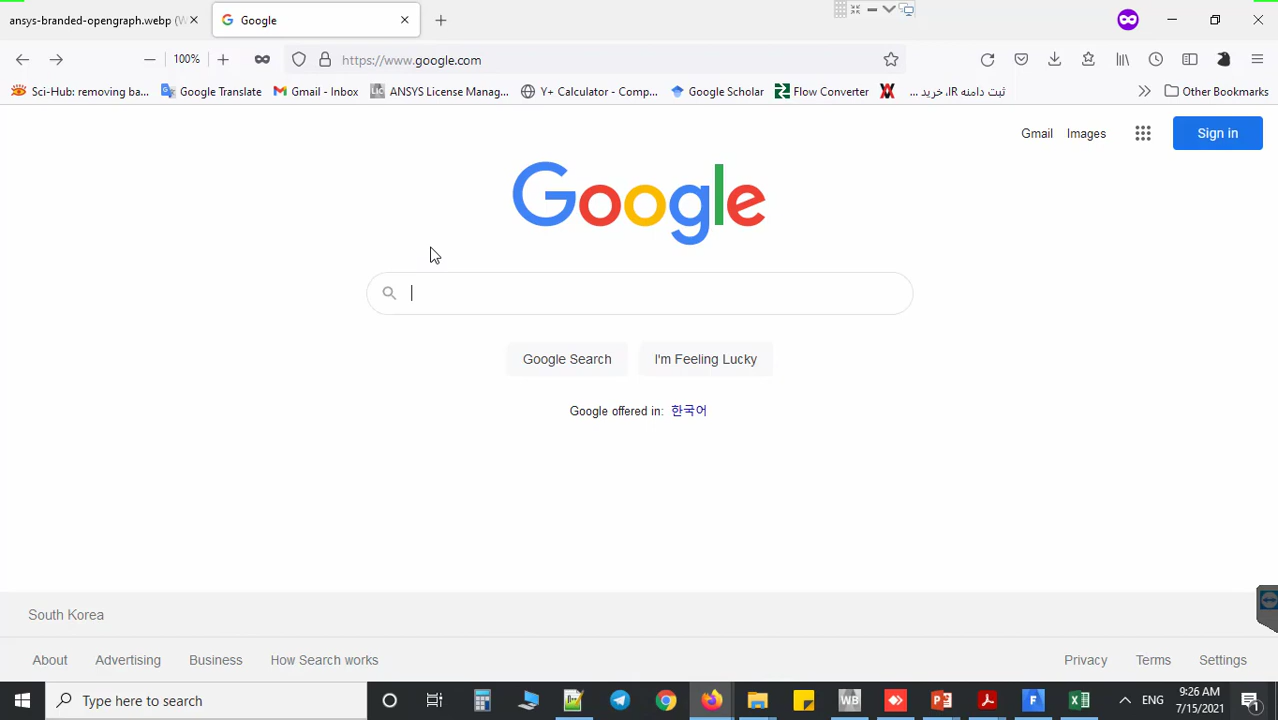 ansys-branded-opengraph.webp (W
Google
100%
https://www.google.com
Sci-Hub: removing ba...
Google Translate
Gmail - Inbox
LIC
ANSYS License Manag...
Y+ Calculator - Comp...
Google Scholar
Flow Converter
ثبت دامنه IR، خرید ...
Other Bookmarks
Gmail
Images
Sign in
Google
Google Search
I'm Feeling Lucky
Google offered in: 한국어
South Korea
About
Advertising
Business
How Search works
Privacy
Terms
Settings
Type here to search
WB
F
ENG
9:26 AM
7/15/2021
1